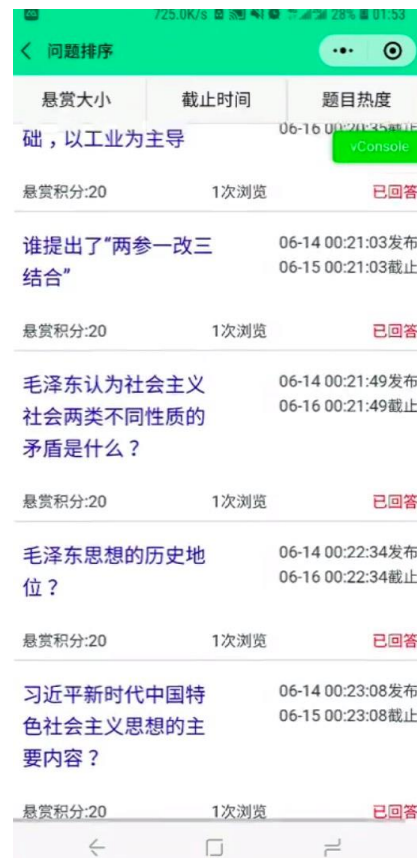 725.0K/s
28%
01:53
问题排序
悬赏大小
截止时间
题目热度
础，以工业为主导
06-16 00:20:35截止
vConsole
悬赏积分:20
1次浏览
已回答
谁提出了“两参一改三
结合”
06-14 00:21:03发布
06-15 00:21:03截止
悬赏积分:20
1次浏览
已回答
毛泽东认为社会主义
社会两类不同性质的
矛盾是什么？
06-14 00:21:49发布
06-16 00:21:49截止
悬赏积分:20
1次浏览
已回答
毛泽东思想的历史地
位？
06-14 00:22:34发布
06-16 00:22:34截止
悬赏积分:20
1次浏览
已回答
习近平新时代中国特
色社会主义思想的主
要内容？
06-14 00:23:08发布
06-15 00:23:08截止
悬赏积分:20
1次浏览
已回答